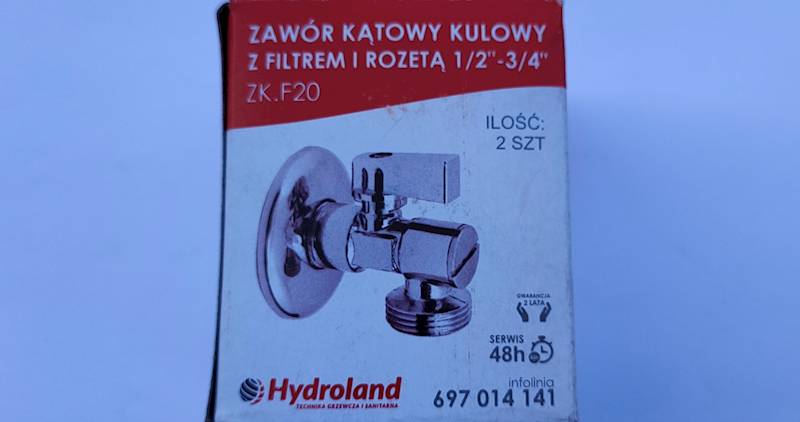 ZAWÓR KĄTOWY KULOWY
Z FILTREM I ROZETĄ 1/2"-3/4"
ZK.F20
ILOŚĆ:
2 SZT
GWARANCJA
2 LATA
SERWIS
48h
infolinia
697 014 141
Hydroland
TECHNIKA GRZEWCZA I SANITARNA